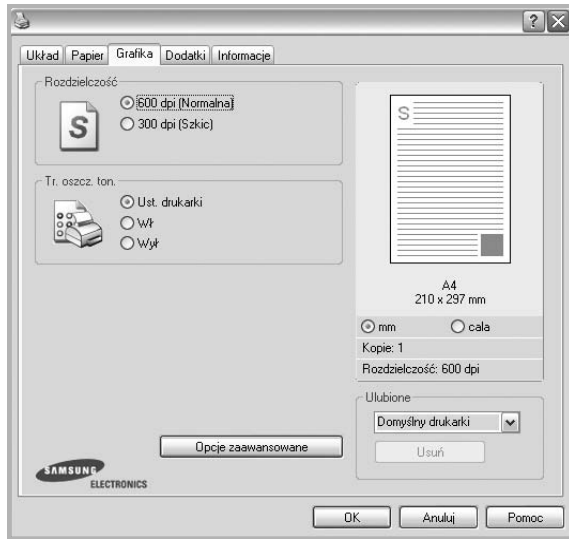 Układ Papier Grafika Dodatki Informacje
Rozdzielczość
600 dpi (Normalna)
300 dpi (Szkic)
S
Tr. oszcz. ton.
Ust. drukarki
Wł
Wył
S
A4
210 x 297 mm
mm cala
Kopie: 1
Rozdzielczość: 600 dpi
Ulubione
Domyślny drukarki
Usuń
Opcje zaawansowane
SAMSUNG
ELECTRONICS
OK Anuluj Pomoc